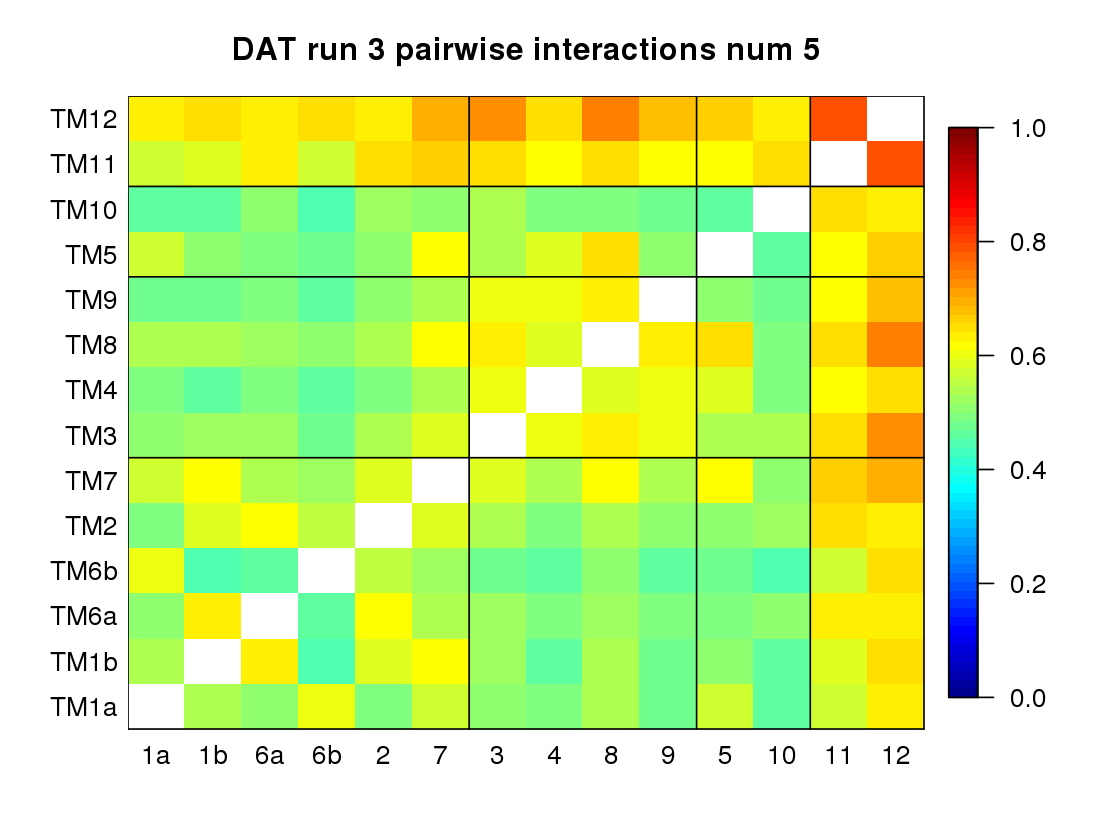 DAT run 3 pairwise interactions num 5
TM12
TM11
TM10
TM5
TM9
TM8
TM4
TM3
TM7
TM2
TM6b
TM6a
TM1b
TM1a
1a 1b 6a 6b 2 7 3 4 8 9 5 10 11 12
1.0
0.8
0.6
0.4
0.2
0.0